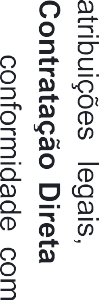 atribuições legais,
Contratação Direta
conformidade com